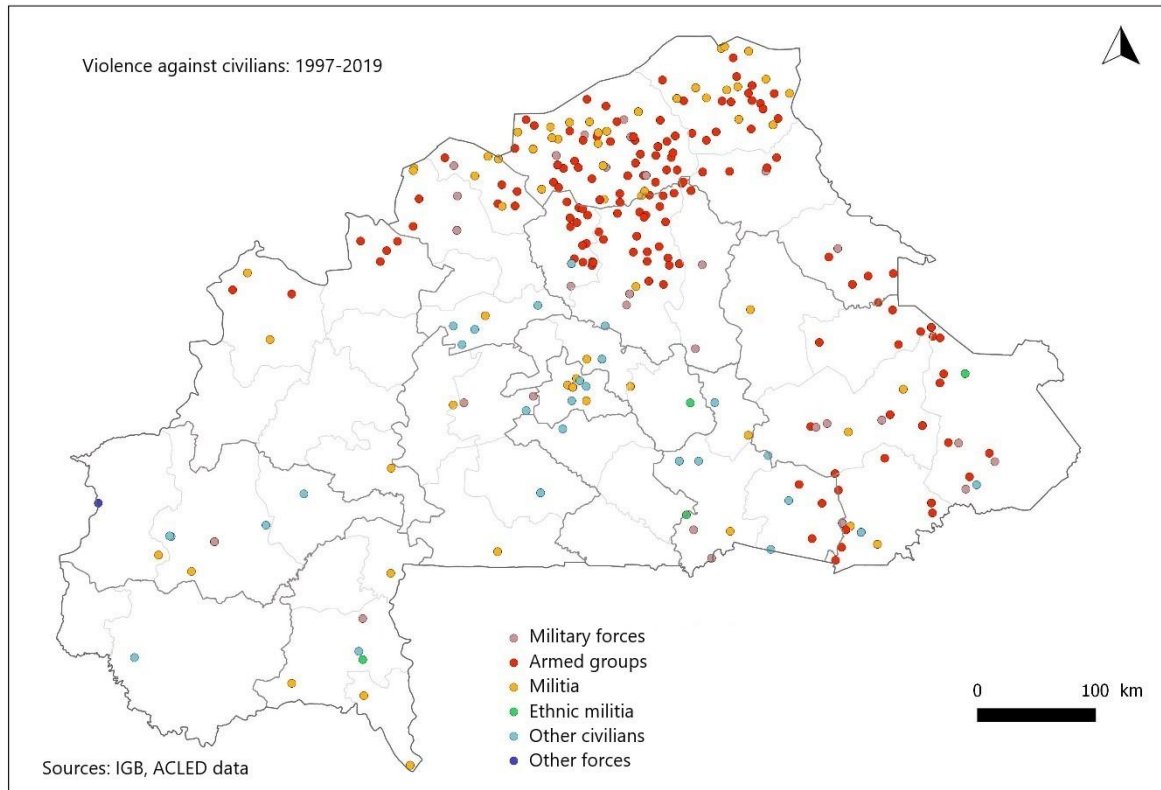 Violence against civilians: 1997-2019
Military forces
Armed groups
Militia
Ethnic militia
Other civilians
Other forces
0 100 km
Sources: IGB, ACLED data